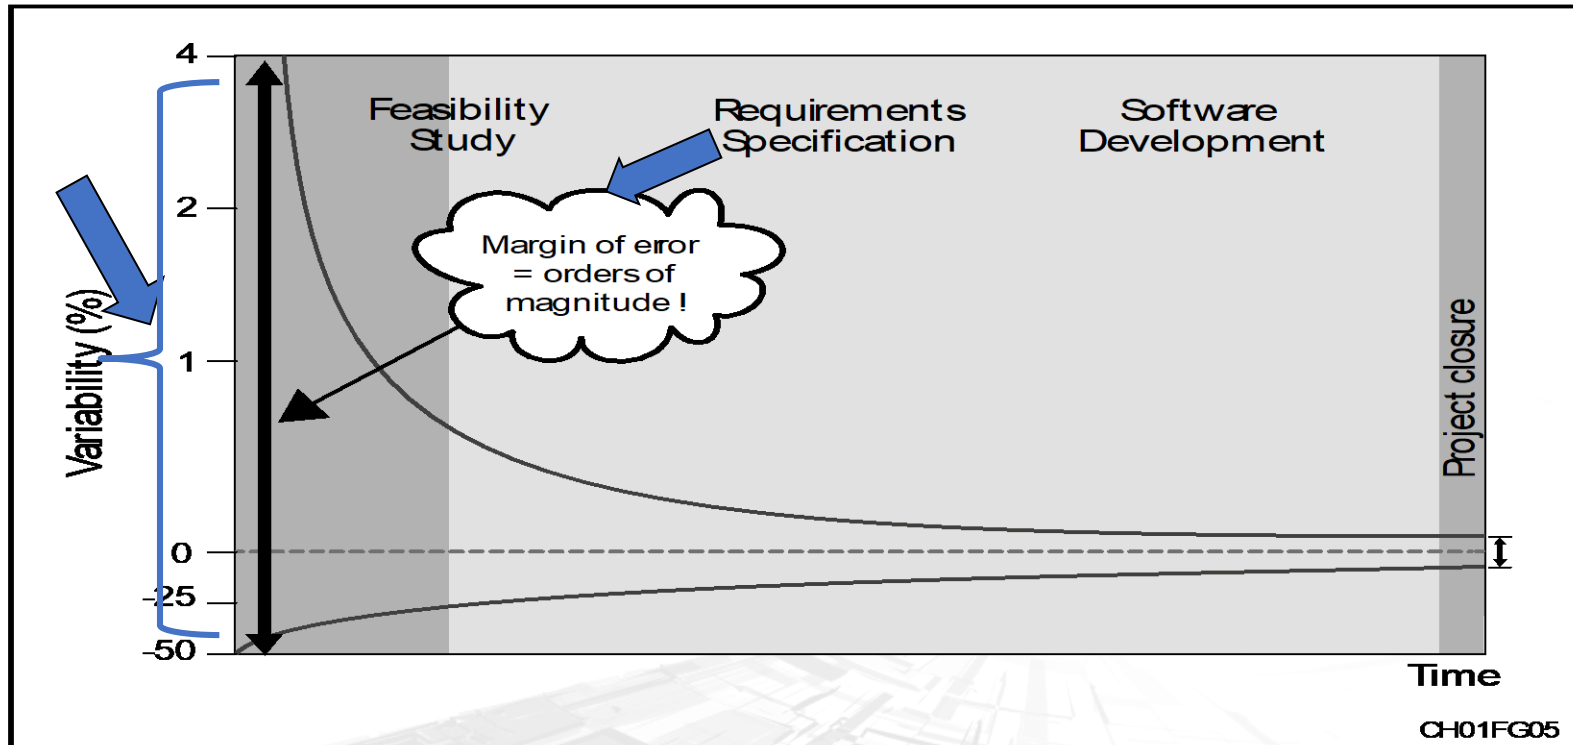 4
2
1
0
-25
-50
Variability (%)
Feasibility
Study
Requirements
Specification
Software
Development
Margin of error
= orders of
magnitude !
Project closure
Time
CH01FG05